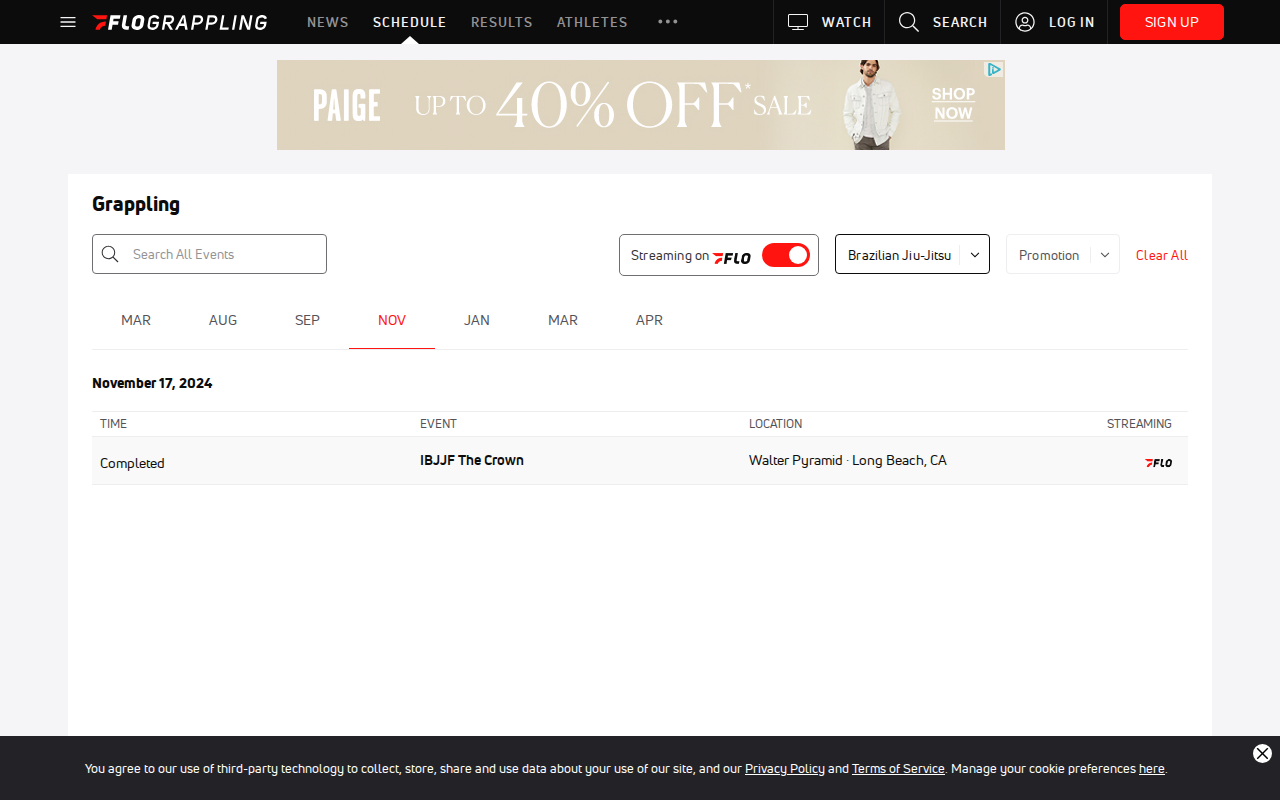 FLOGRAPPLING NEWS SCHEDULE RESULTS ATHLETES ••• WATCH SEARCH LOG IN SIGN UP
PAIGE UP TO 40% OFF* SALE SHOP NOW
Grappling
Search All Events Streaming on FLO Brazilian Jiu-Jitsu Promotion Clear All
MAR AUG SEP NOV JAN MAR APR
November 17, 2024
TIME EVENT LOCATION STREAMING
Completed IBJJF The Crown Walter Pyramid · Long Beach, CA FLO
You agree to our use of third-party technology to collect, store, share and use data about your use of our site, and our Privacy Policy and Terms of Service. Manage your cookie preferences here.